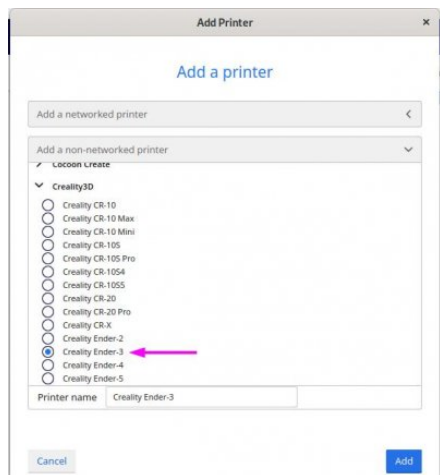 Add Printer
Add a printer
Add a networked printer
Add a non-networked printer
Cocoon Create
Creality3D
Creality CR-10
Creality CR-10 Max
Creality CR-10 Mini
Creality CR-10S
Creality CR-10S Pro
Creality CR-10S4
Creality CR-10S5
Creality CR-20
Creality CR-20 Pro
Creality CR-X
Creality Ender-2
Creality Ender-3
Creality Ender-4
Creality Ender-5
Printer name Creality Ender-3
Cancel Add